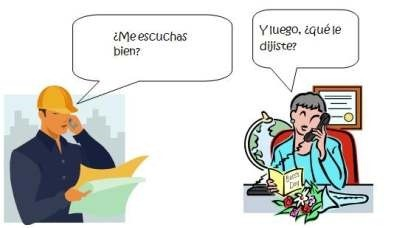 ¿Me escuchas
bien?
Y luego, ¿qué le
dijiste?